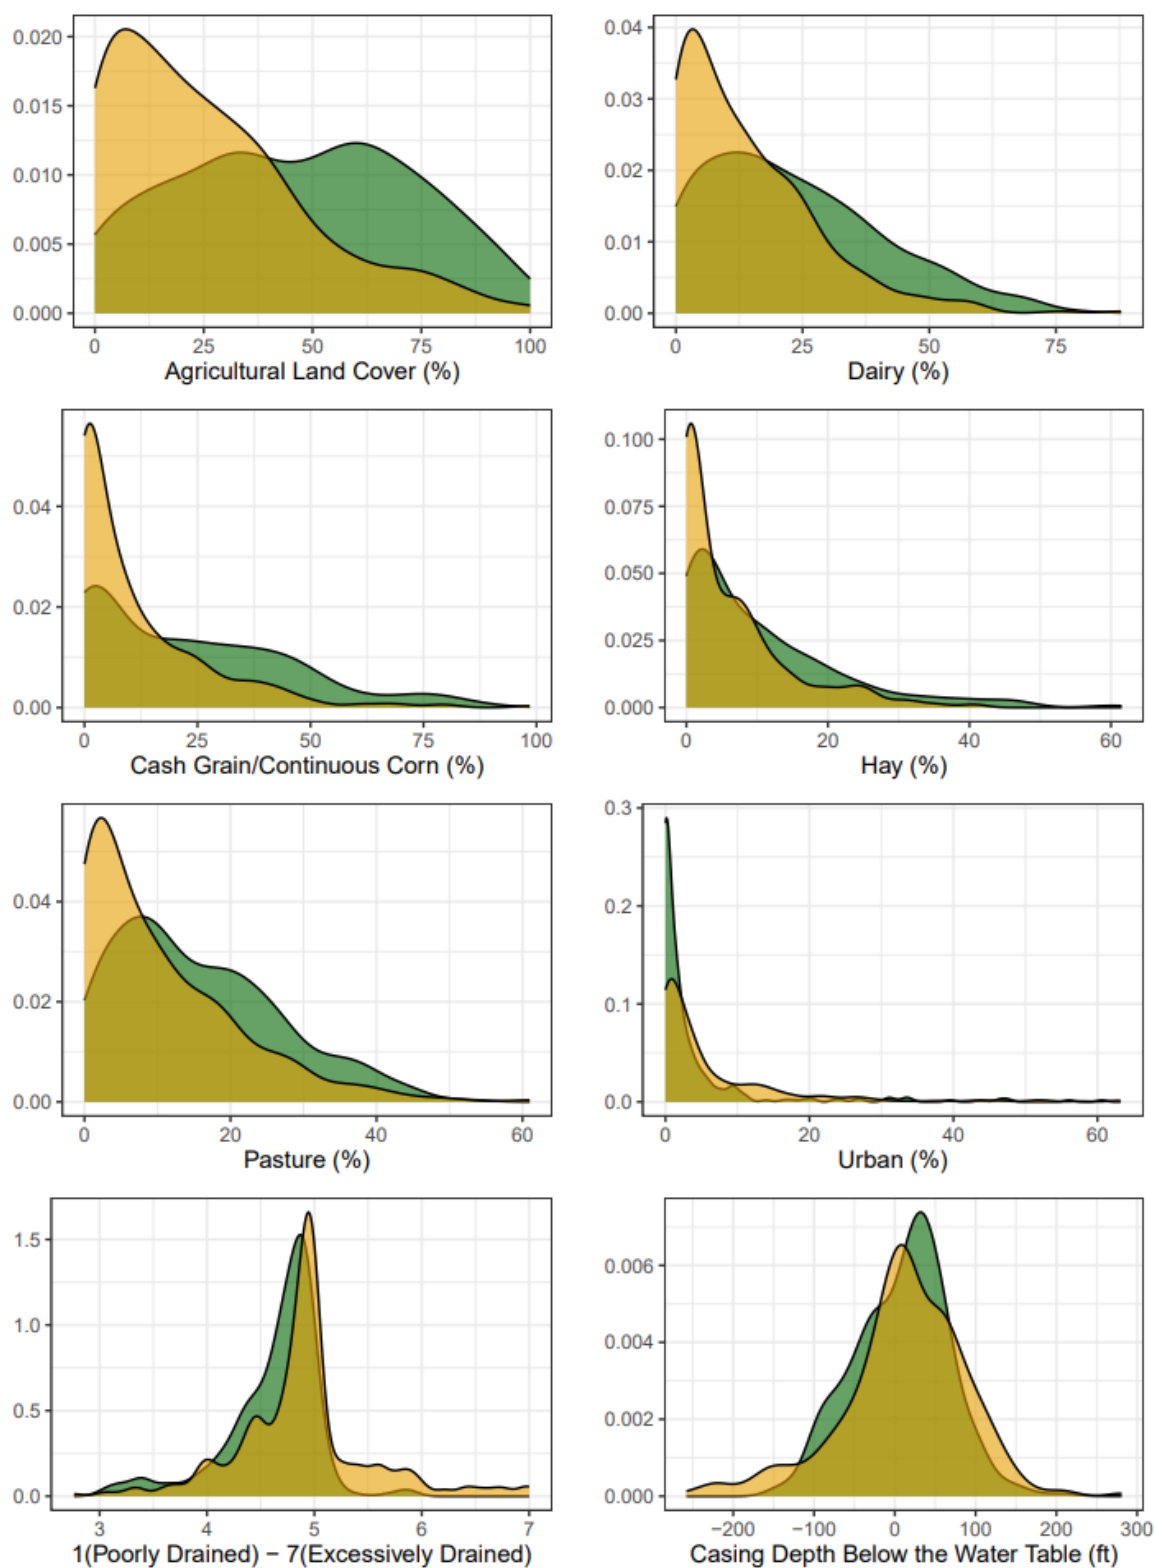 0.020
0.015
0.010
0.005
0.000
0 25 50 75 100
Agricultural Land Cover (%)
0.04
0.03
0.02
0.01
0.00
0 25 50 75
Dairy (%)
0.04
0.02
0.00
0 25 50 75 100
Cash Grain/Continuous Corn (%)
0.100
0.075
0.050
0.025
0.000
0 20 40 60
Hay (%)
0.04
0.02
0.00
0 20 40 60
Pasture (%)
0.3
0.2
0.1
0.0
0 20 40 60
Urban (%)
1.5
1.0
0.5
0.0
3 4 5 6 7
1(Poorly Drained) − 7(Excessively Drained)
0.006
0.004
0.002
0.000
−200 −100 0 100 200 300
Casing Depth Below the Water Table (ft)